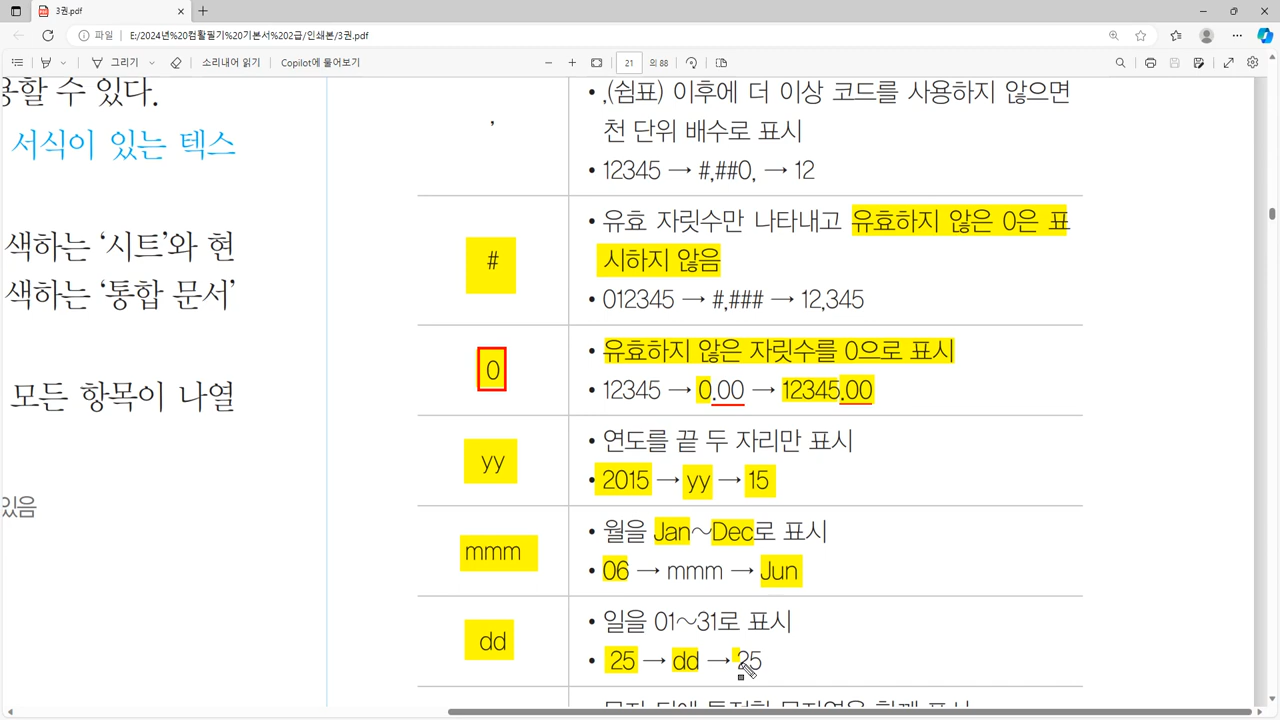 3권.pdf
파일 E:/2024년%20컴활필기%20기본서%202급/인쇄본/3권.pdf
그리기 소리내어 읽기 Copilot에 물어보기 21 의 88
용할 수 있다.
서식이 있는 텍스
색하는 ‘시트’와 현
색하는 ‘통합 문서’
모든 항목이 나열
있음
,
• ,(쉼표) 이후에 더 이상 코드를 사용하지 않으면
천 단위 배수로 표시
• 12345 → #,##0, → 12
#
• 유효 자릿수만 나타내고 유효하지 않은 0은 표
시하지 않음
• 012345 → #,### → 12,345
0
• 유효하지 않은 자릿수를 0으로 표시
• 12345 → 0.00 → 12345.00
yy
• 연도를 끝 두 자리만 표시
• 2015 → yy → 15
mmm
• 월을 Jan~Dec로 표시
• 06 → mmm → Jun
dd
• 일을 01~31로 표시
• 25 → dd → 25